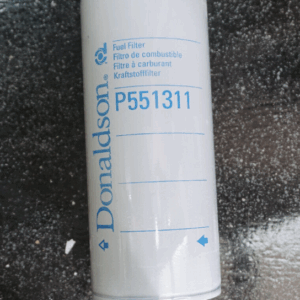 Donaldson.
Fuel Filter
Filtro de combustible
Filtre à carburant
Kraftstofffilter
P551311